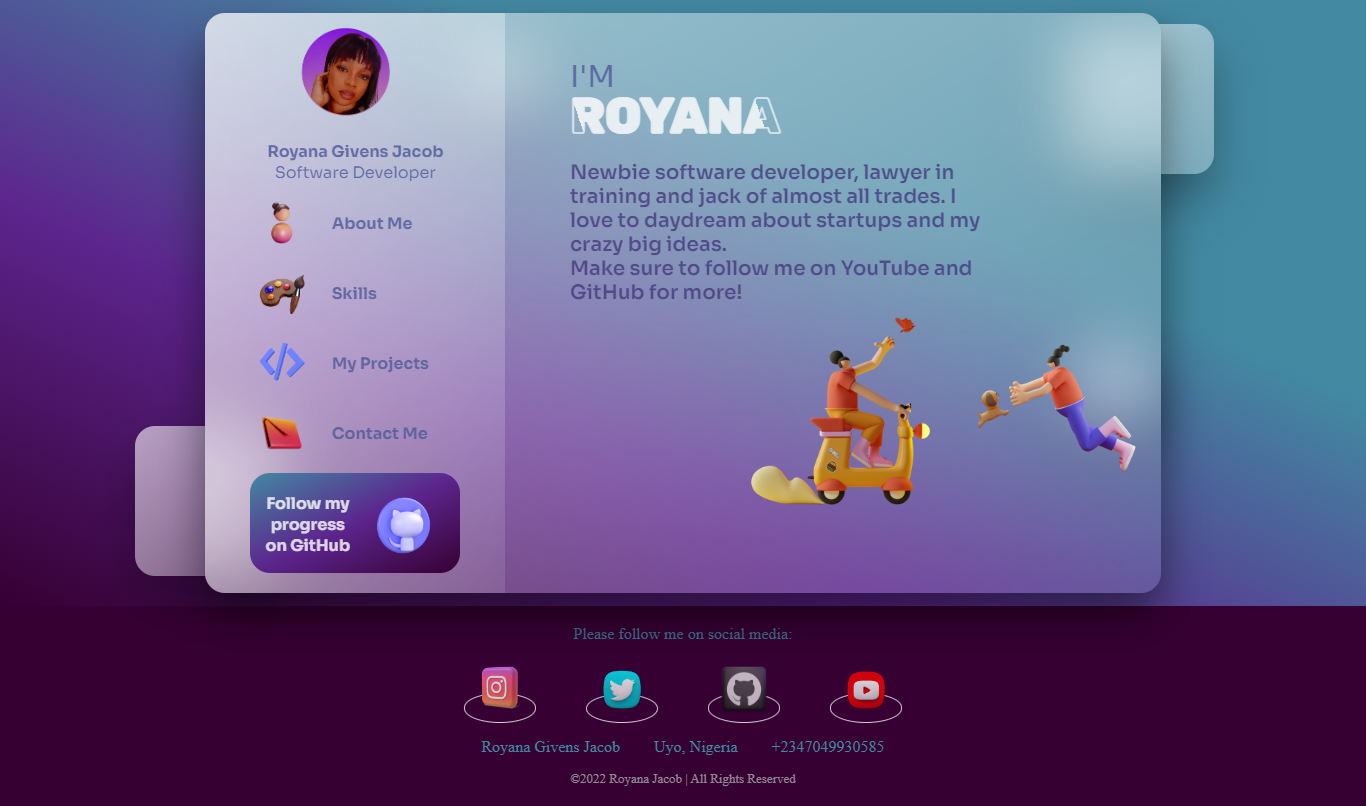 Royana Givens Jacob
Software Developer
About Me
Skills
My Projects
Contact Me
Follow my
progress
on GitHub
I'M
ROYANA
Newbie software developer, lawyer in
training and jack of almost all trades. I
love to daydream about startups and my
crazy big ideas.
Make sure to follow me on YouTube and
GitHub for more!
Please follow me on social media:
Royana Givens Jacob Uyo, Nigeria +2347049930585
©2022 Royana Jacob | All Rights Reserved